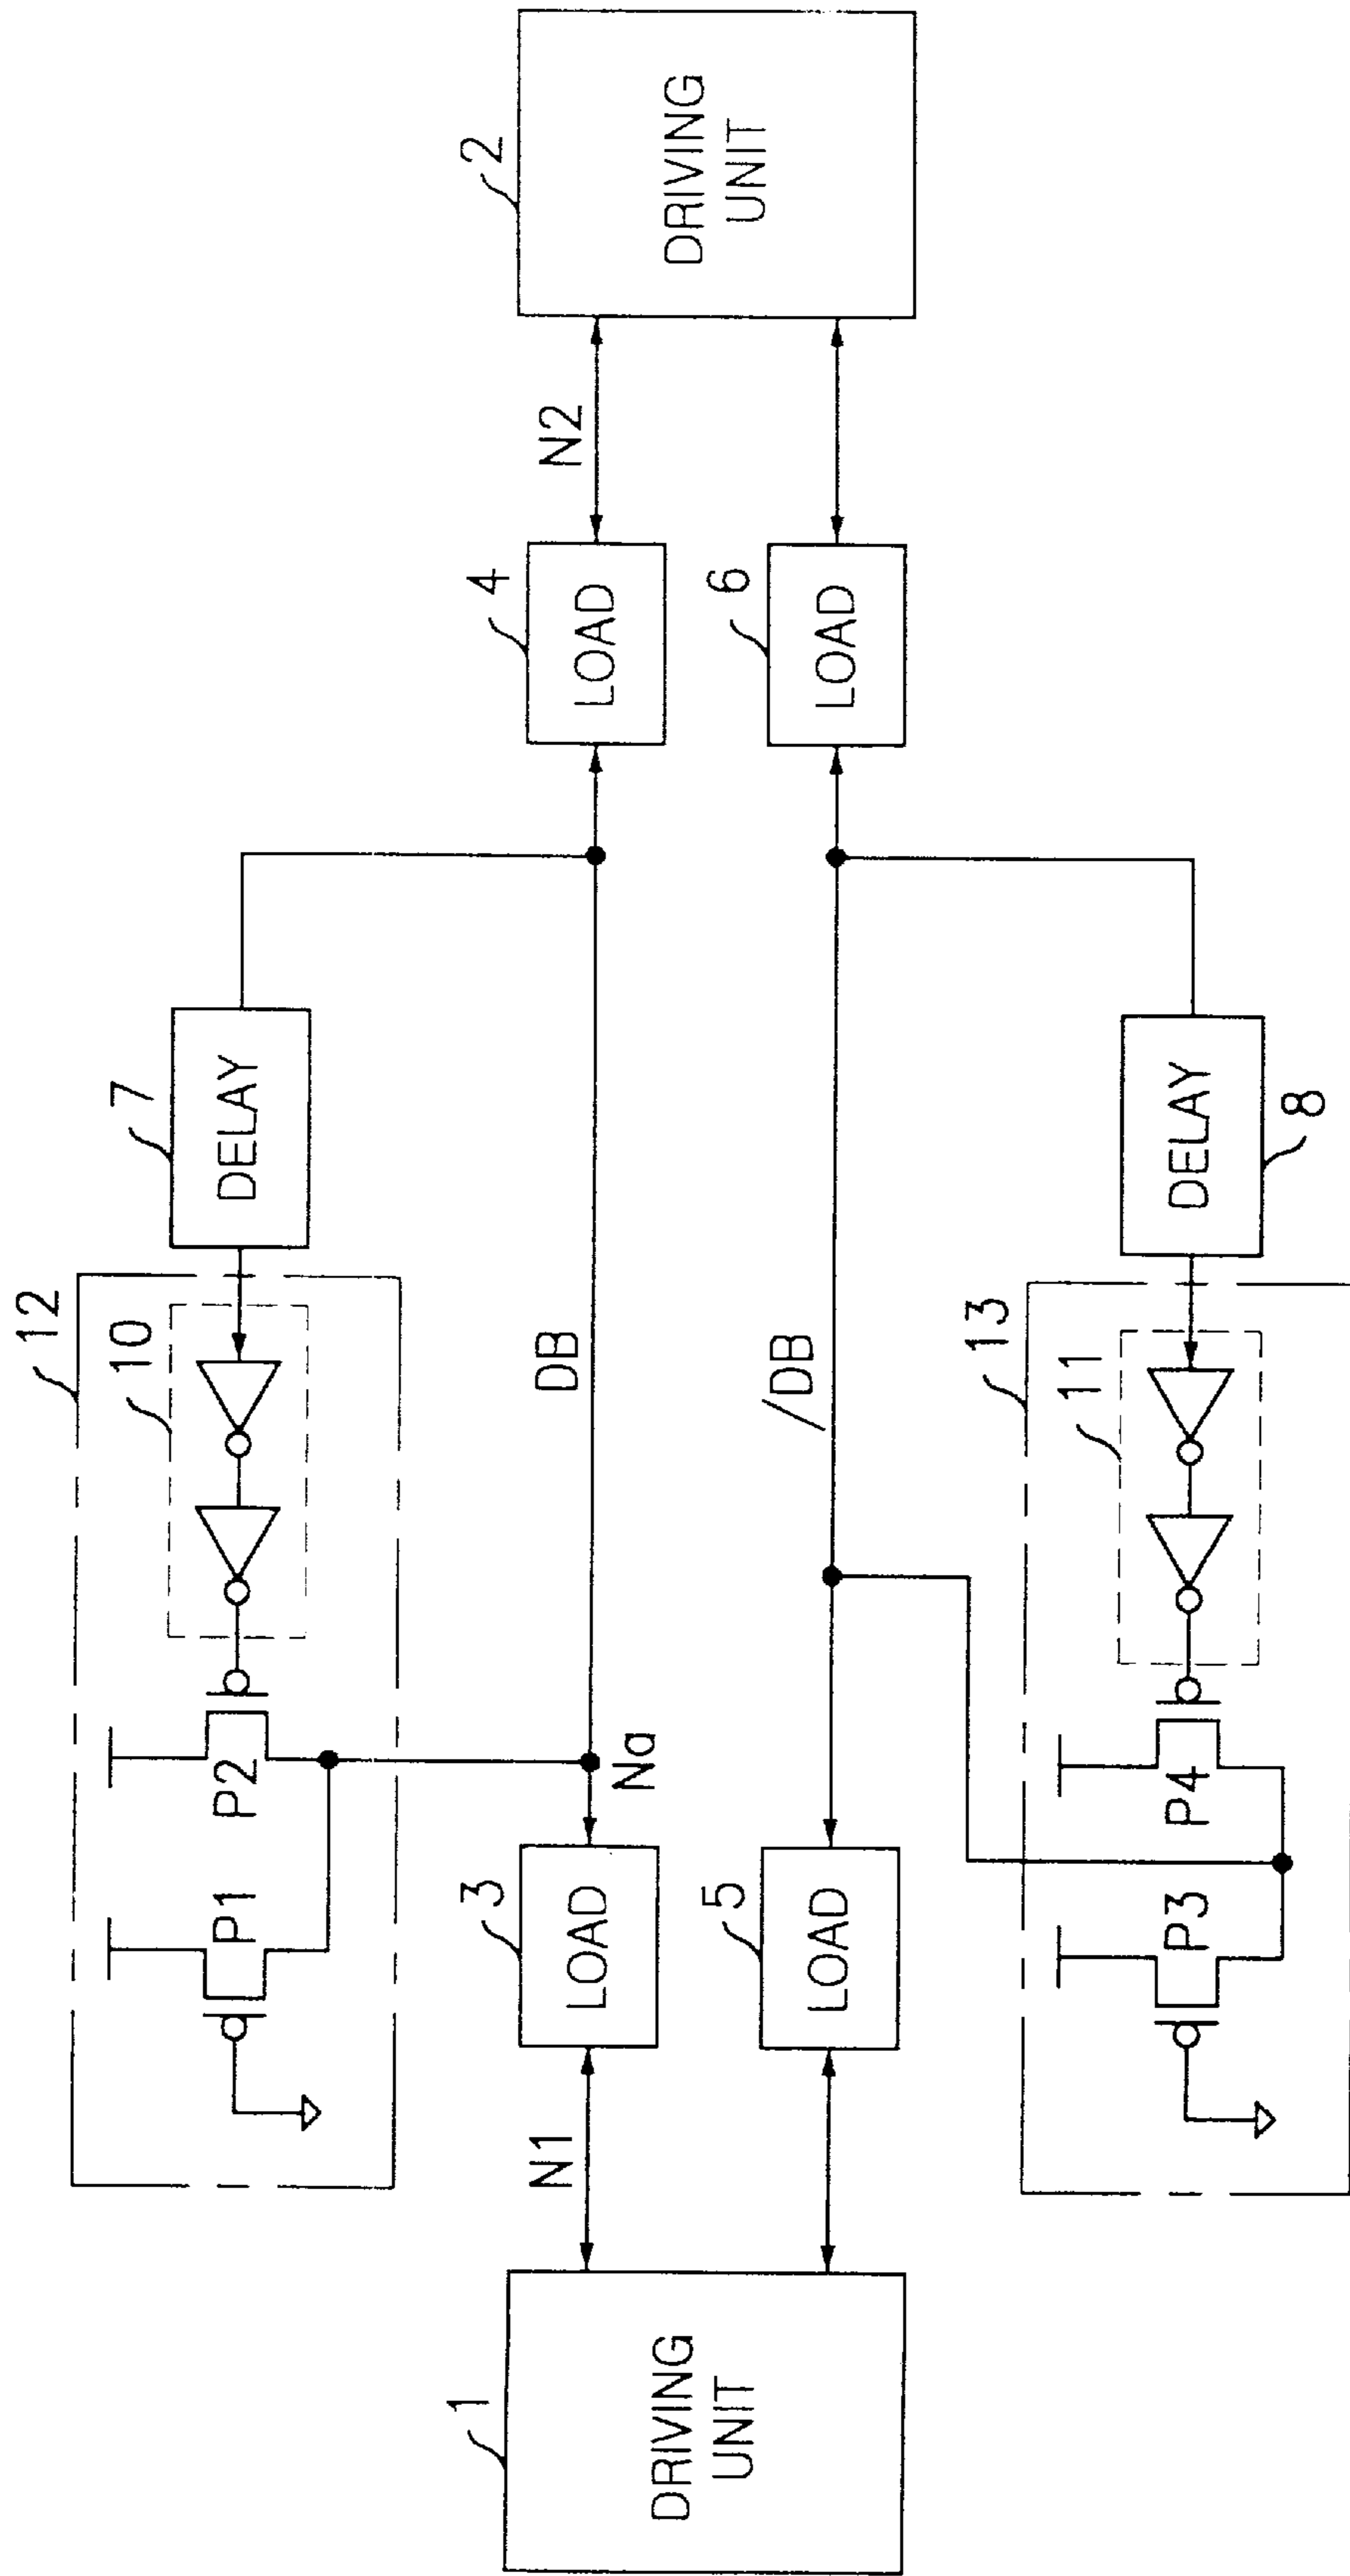 12
10
7
DELAY
P1
P2
DB
Na
1
DRIVING
UNIT
N1
3
LOAD
4
LOAD
N2
2
DRIVING
UNIT
5
LOAD
/DB
6
LOAD
13
11
P3
P4
DELAY
8